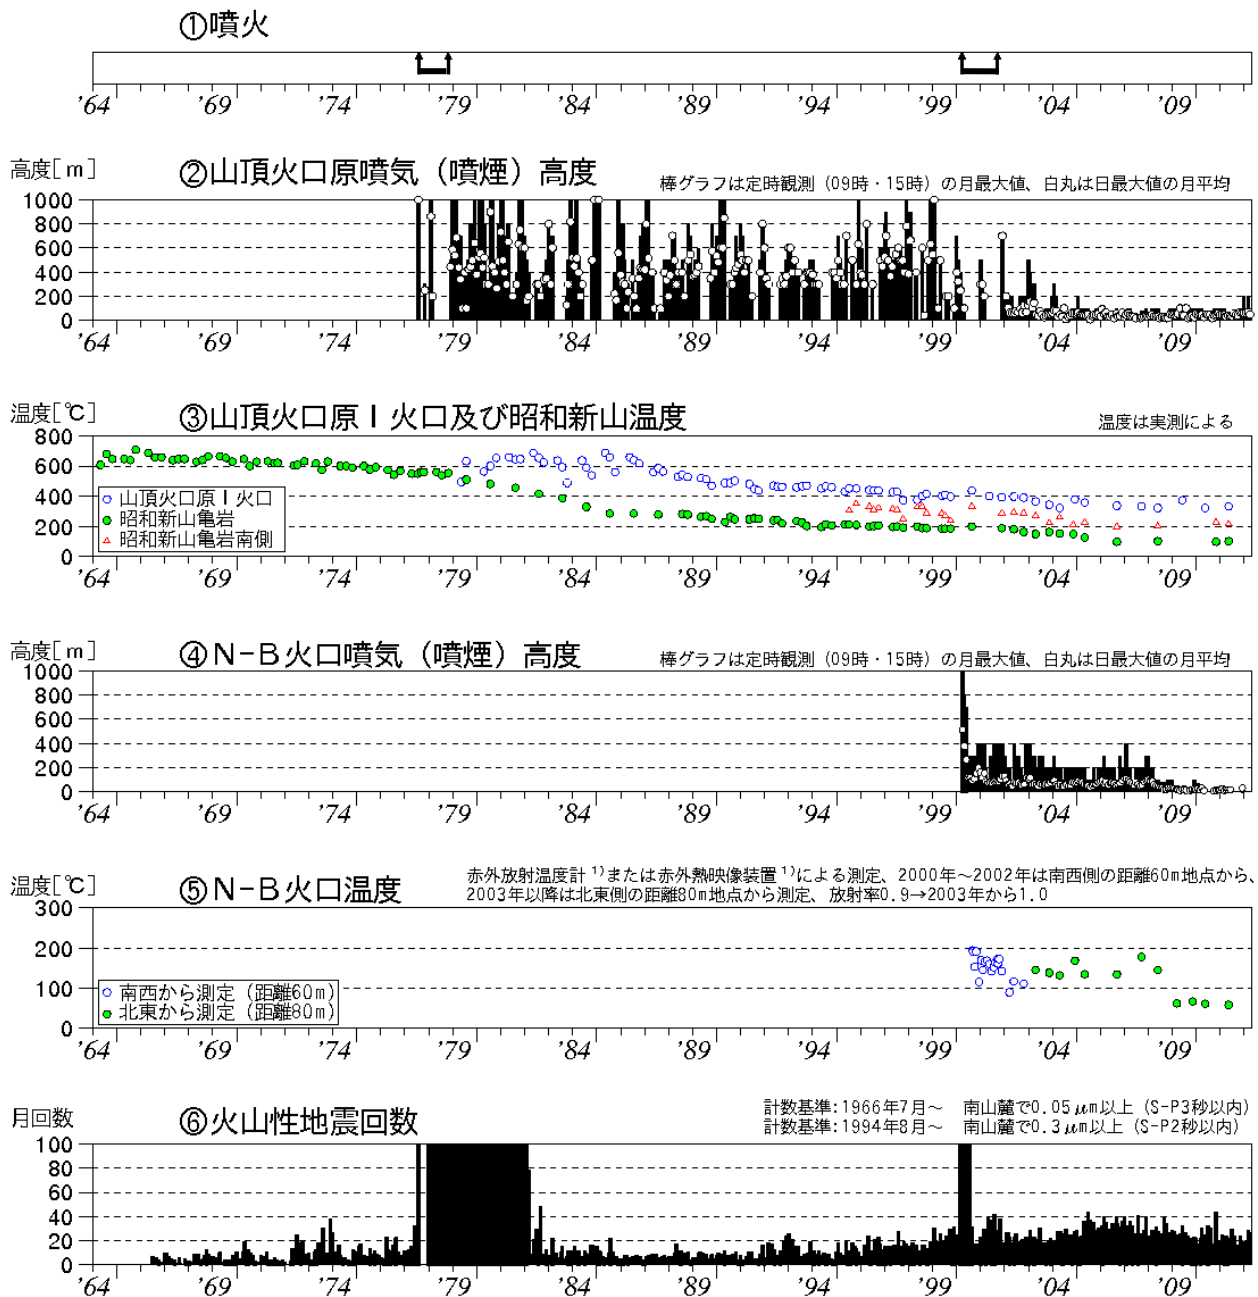 ①噴火
'64 '69 '74 '79 '84 '89 '94 '99 '04 '09
高度[m] ②山頂火口原噴気（噴煙）高度 棒グラフは定時観測（09時・15時）の月最大値、白丸は日最大値の月平均
1000
800
600
400
200
0
'64 '69 '74 '79 '84 '89 '94 '99 '04 '09
温度[℃] ③山頂火口原Ⅰ火口及び昭和新山温度 温度は実測による
800
600
400
200
0
山頂火口原Ⅰ火口
昭和新山亀岩
昭和新山亀岩南側
'64 '69 '74 '79 '84 '89 '94 '99 '04 '09
高度[m] ④N-B火口噴気（噴煙）高度 棒グラフは定時観測（09時・15時）の月最大値、白丸は日最大値の月平均
1000
800
600
400
200
0
'64 '69 '74 '79 '84 '89 '94 '99 '04 '09
温度[℃] ⑤N-B火口温度 赤外放射温度計1)または赤外熱映像装置1)による測定、2000年～2002年は南西側の距離60m地点から、
2003年以降は北東側の距離80m地点から測定、放射率0.9→2003年から1.0
300
200
100
0
南西から測定（距離60m）
北東から測定（距離80m）
'64 '69 '74 '79 '84 '89 '94 '99 '04 '09
月回数 ⑥火山性地震回数 計数基準:1966年7月～ 南山麓で0.05μm以上（S-P3秒以内）
計数基準:1994年8月～ 南山麓で0.3μm以上（S-P2秒以内）
100
80
60
40
20
0
'64 '69 '74 '79 '84 '89 '94 '99 '04 '09